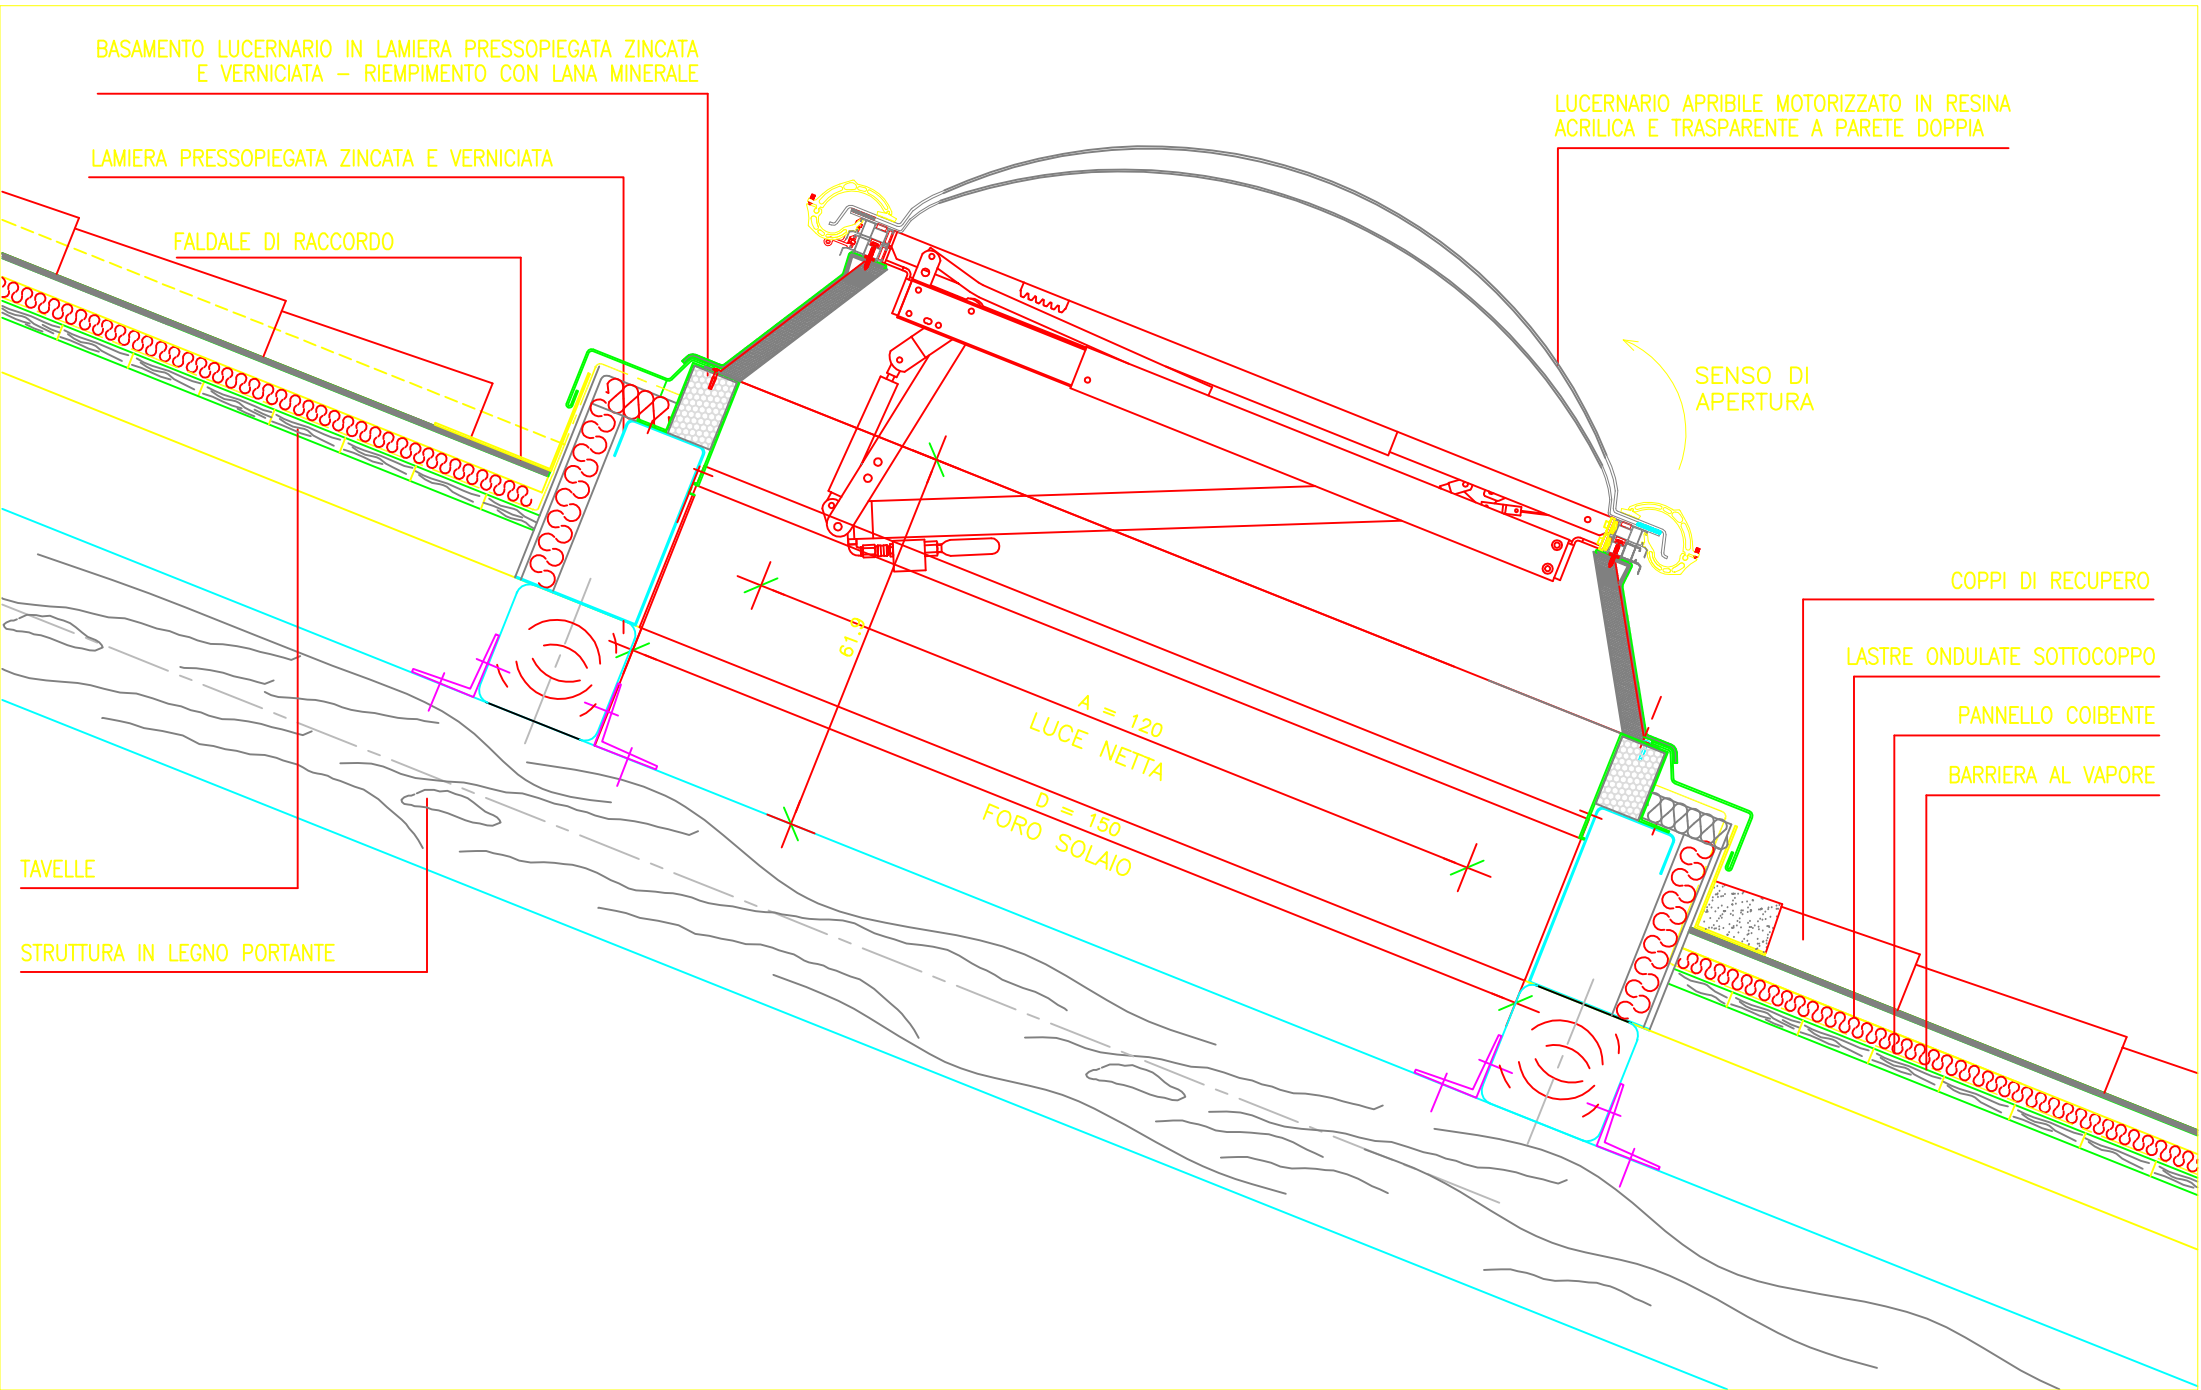 BASAMENTO LUCERNARIO IN LAMIERA PRESSOPIEGATA ZINCATA
E VERNICIATA - RIEMPIMENTO CON LANA MINERALE
LAMIERA PRESSOPIEGATA ZINCATA E VERNICIATA
FALDALE DI RACCORDO
LUCERNARIO APRIBILE MOTORIZZATO IN RESINA
ACRILICA E TRASPARENTE A PARETE DOPPIA
SENSO DI
APERTURA
COPPI DI RECUPERO
LASTRE ONDULATE SOTTOCOPPO
PANNELLO COIBENTE
BARRIERA AL VAPORE
61.9
A = 120
LUCE NETTA
D = 150
FORO SOLAIO
TAVELLE
STRUTTURA IN LEGNO PORTANTE